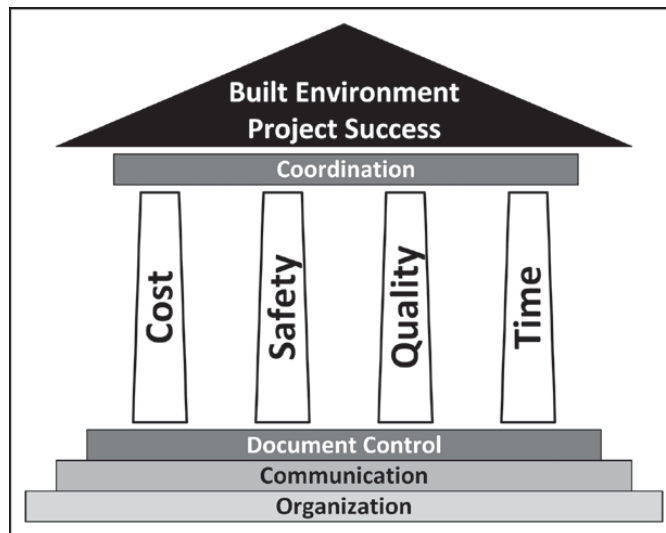 Built Environment
Project Success
Coordination
Cost
Safety
Quality
Time
Document Control
Communication
Organization